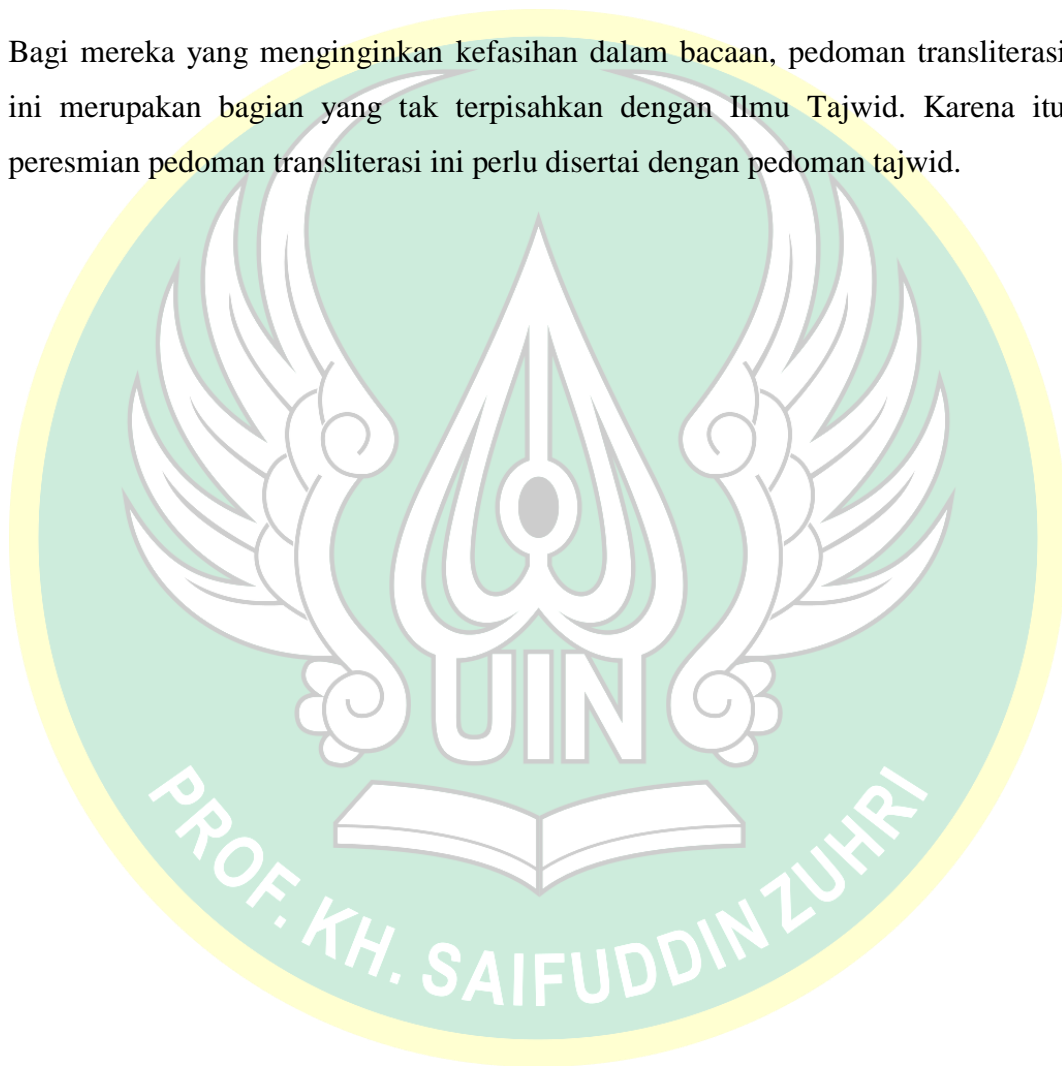 Bagi mereka yang menginginkan kefasihan dalam bacaan, pedoman transliterasi
ini merupakan bagian yang tak terpisahkan dengan Ilmu Tajwid. Karena itu
peresmian pedoman transliterasi ini perlu disertai dengan pedoman tajwid.
UIN
PROF. KH. SAIFUDDIN ZUHRI